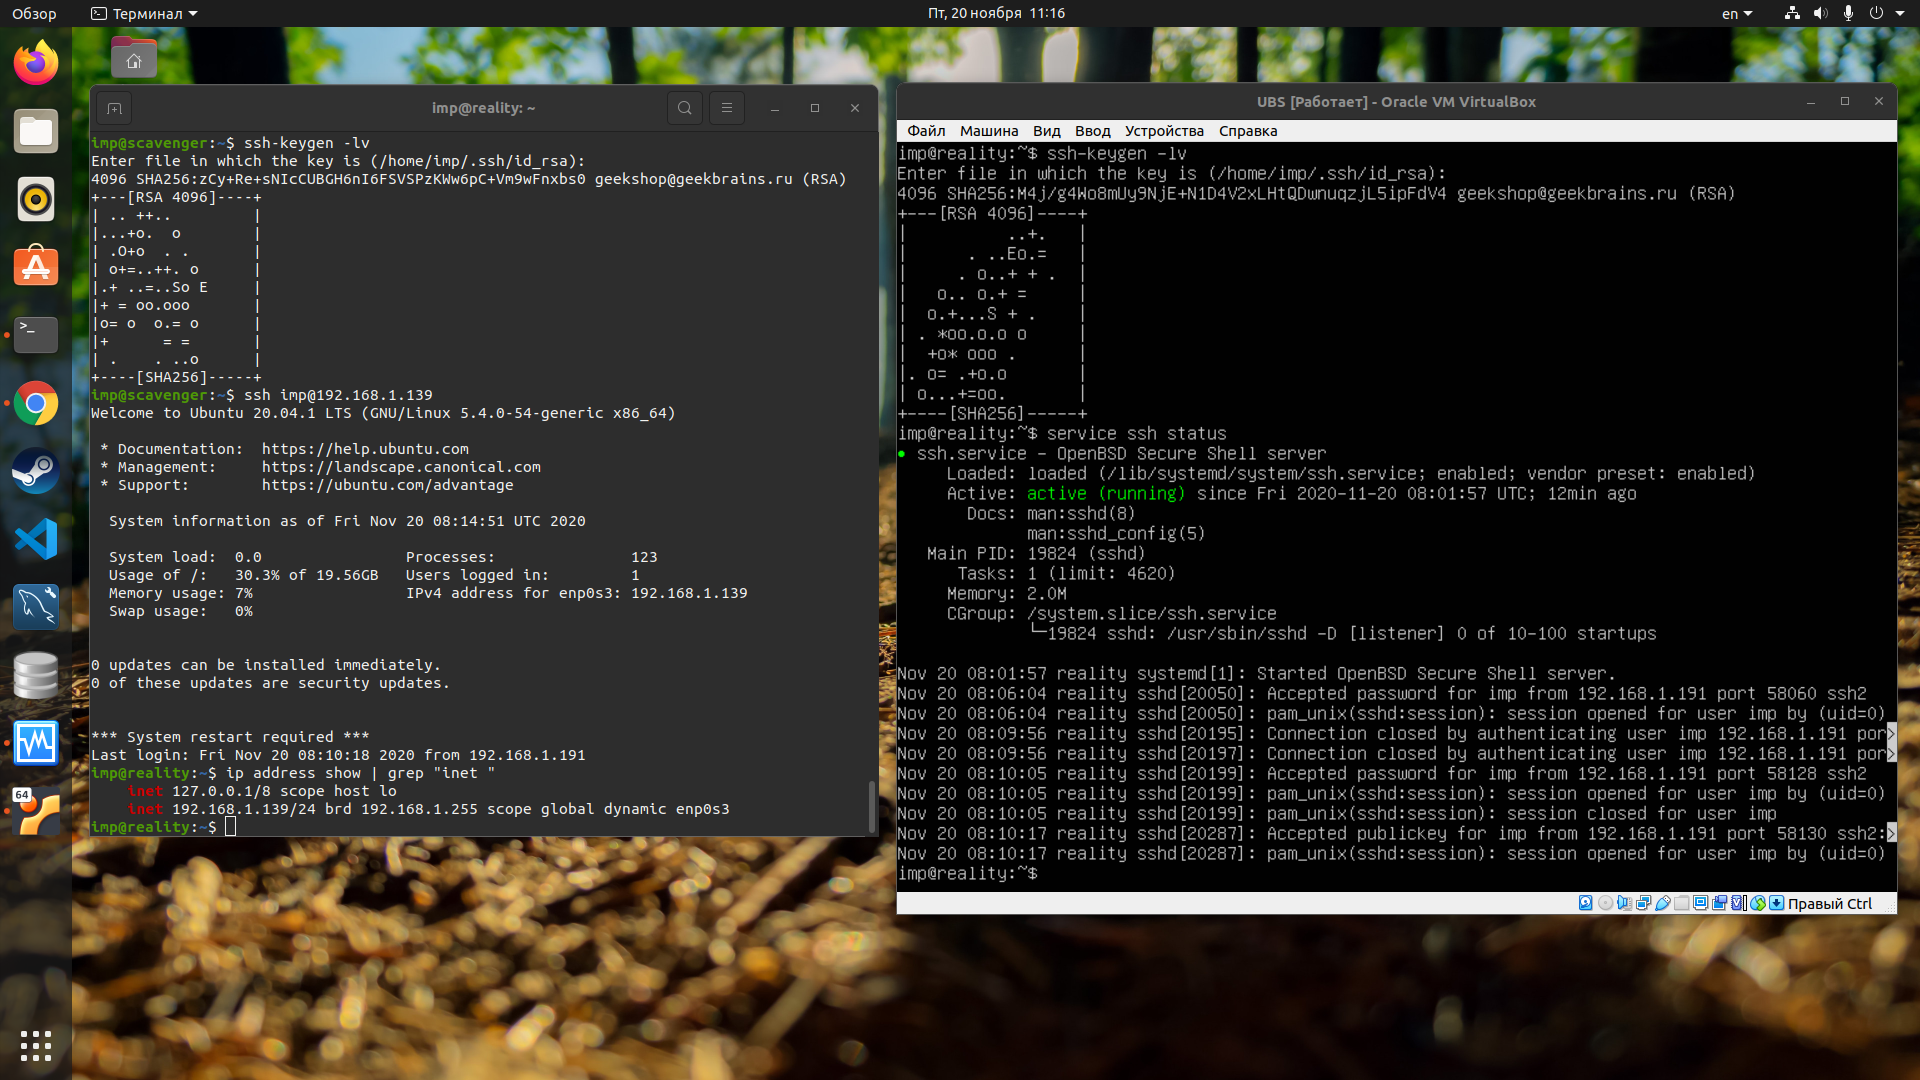 Обзор
Терминал
Пт, 20 ноября 11:16
en
imp@reality: ~
imp@scavenger:~$ ssh-keygen -lv
Enter file in which the key is (/home/imp/.ssh/id_rsa):
4096 SHA256:zCy+Re+sNIcCUBGH6nI6FSVSPzKWw6pC+Vm9wFnxbs0 geekshop@geekbrains.ru (RSA)
+---[RSA 4096]----+
| .. ++..         |
|...+o.  o        |
| .O+o  . .       |
| o+=..++. o      |
|.+ ..=..So E     |
|+ = oo.ooo       |
|o= o  o.= o      |
|+      = =       |
| .    . ..o      |
+----[SHA256]-----+
imp@scavenger:~$ ssh imp@192.168.1.139
Welcome to Ubuntu 20.04.1 LTS (GNU/Linux 5.4.0-54-generic x86_64)
 * Documentation:  https://help.ubuntu.com
 * Management:     https://landscape.canonical.com
 * Support:        https://ubuntu.com/advantage
  System information as of Fri Nov 20 08:14:51 UTC 2020
  System load:  0.0                Processes:               123
  Usage of /:   30.3% of 19.56GB   Users logged in:         1
  Memory usage: 7%                 IPv4 address for enp0s3: 192.168.1.139
  Swap usage:   0%
0 updates can be installed immediately.
0 of these updates are security updates.
*** System restart required ***
Last login: Fri Nov 20 08:10:18 2020 from 192.168.1.191
imp@reality:~$ ip address show | grep "inet "
    inet 127.0.0.1/8 scope host lo
    inet 192.168.1.139/24 brd 192.168.1.255 scope global dynamic enp0s3
imp@reality:~$
64
UBS [Работает] - Oracle VM VirtualBox
Файл Машина Вид Ввод Устройства Справка
imp@reality:~$ ssh-keygen -lv
Enter file in which the key is (/home/imp/.ssh/id_rsa):
4096 SHA256:M4j/g4Wo8mUy9NjE+N1D4V2xLHtQDwnuqzjL5ipFdV4 geekshop@geekbrains.ru (RSA)
+---[RSA 4096]----+
|          ..+.   |
|      . ..Eo.=   |
|     . o..+ + .  |
|   o.. o.+ =     |
|  o.+...S + .    |
| . *oo.o.o o     |
|  +o* ooo .      |
|. o= .+o.o       |
| o...+=oo.       |
+----[SHA256]-----+
imp@reality:~$ service ssh status
● ssh.service - OpenBSD Secure Shell server
     Loaded: loaded (/lib/systemd/system/ssh.service; enabled; vendor preset: enabled)
     Active: active (running) since Fri 2020-11-20 08:01:57 UTC; 12min ago
       Docs: man:sshd(8)
             man:sshd_config(5)
   Main PID: 19824 (sshd)
      Tasks: 1 (limit: 4620)
     Memory: 2.0M
     CGroup: /system.slice/ssh.service
             └─19824 sshd: /usr/sbin/sshd -D [listener] 0 of 10-100 startups
Nov 20 08:01:57 reality systemd[1]: Started OpenBSD Secure Shell server.
Nov 20 08:06:04 reality sshd[20050]: Accepted password for imp from 192.168.1.191 port 58060 ssh2
Nov 20 08:06:04 reality sshd[20050]: pam_unix(sshd:session): session opened for user imp by (uid=0)
Nov 20 08:09:56 reality sshd[20195]: Connection closed by authenticating user imp 192.168.1.191 por>
Nov 20 08:09:56 reality sshd[20197]: Connection closed by authenticating user imp 192.168.1.191 por>
Nov 20 08:10:05 reality sshd[20199]: Accepted password for imp from 192.168.1.191 port 58128 ssh2
Nov 20 08:10:05 reality sshd[20199]: pam_unix(sshd:session): session opened for user imp by (uid=0)
Nov 20 08:10:05 reality sshd[20199]: pam_unix(sshd:session): session closed for user imp
Nov 20 08:10:17 reality sshd[20287]: Accepted publickey for imp from 192.168.1.191 port 58130 ssh2:>
Nov 20 08:10:17 reality sshd[20287]: pam_unix(sshd:session): session opened for user imp by (uid=0)
imp@reality:~$
Правый Ctrl